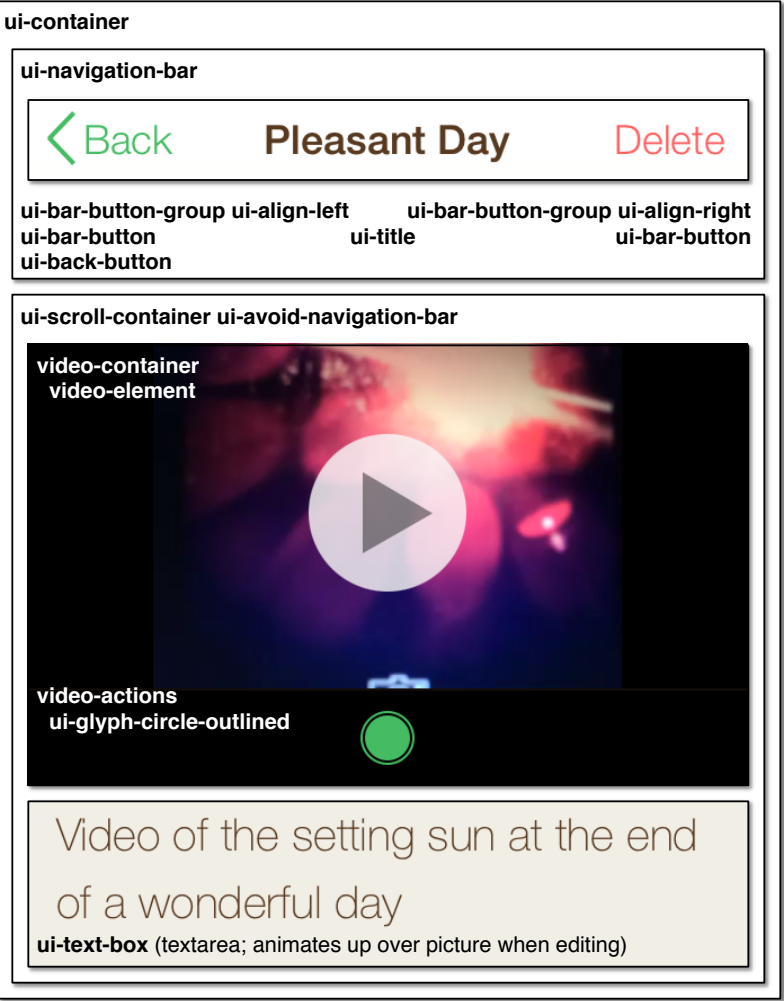 ui-container
ui-navigation-bar
Back Pleasant Day Delete
ui-bar-button-group ui-align-left ui-bar-button-group ui-align-right
ui-bar-button ui-title ui-bar-button
ui-back-button
ui-scroll-container ui-avoid-navigation-bar
video-container
video-element
video-actions
ui-glyph-circle-outlined
Video of the setting sun at the end
of a wonderful day
ui-text-box (textarea; animates up over picture when editing)